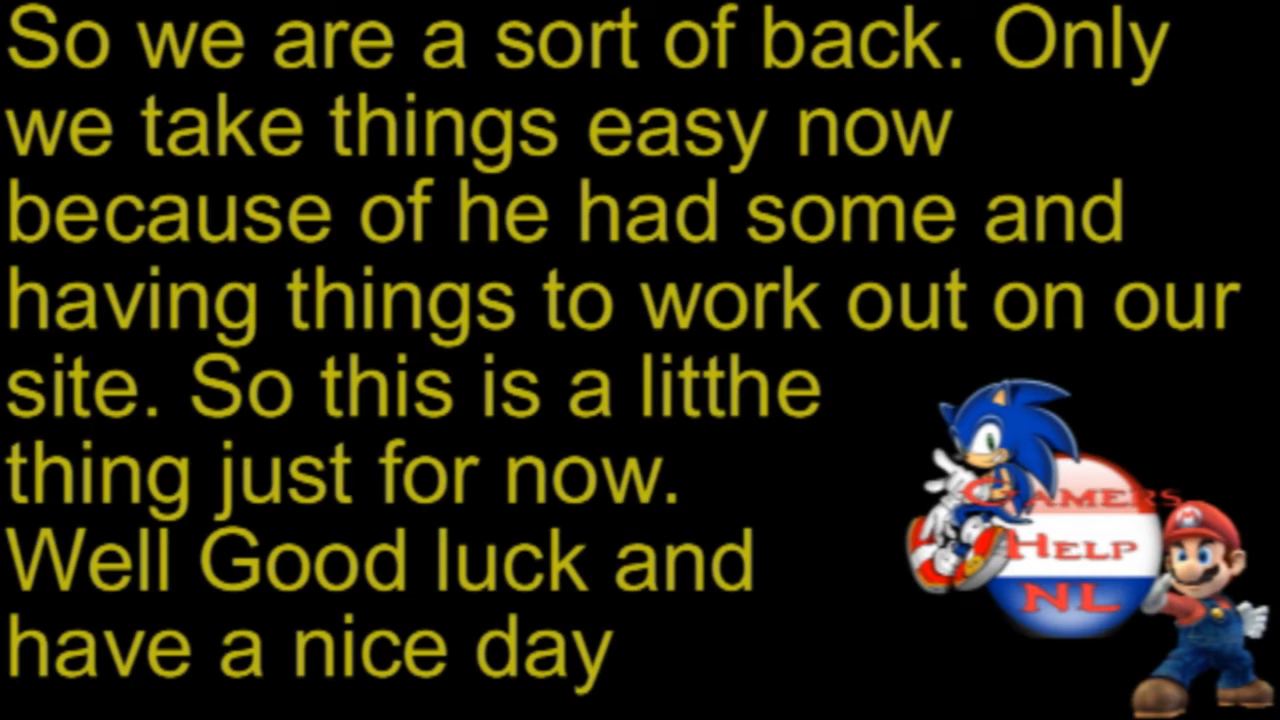 So we are a sort of back. Only
we take things easy now
because of he had some and
having things to work out on our
site. So this is a litthe
thing just for now.
Well Good luck and
have a nice day
GAMERS
HELP
NL